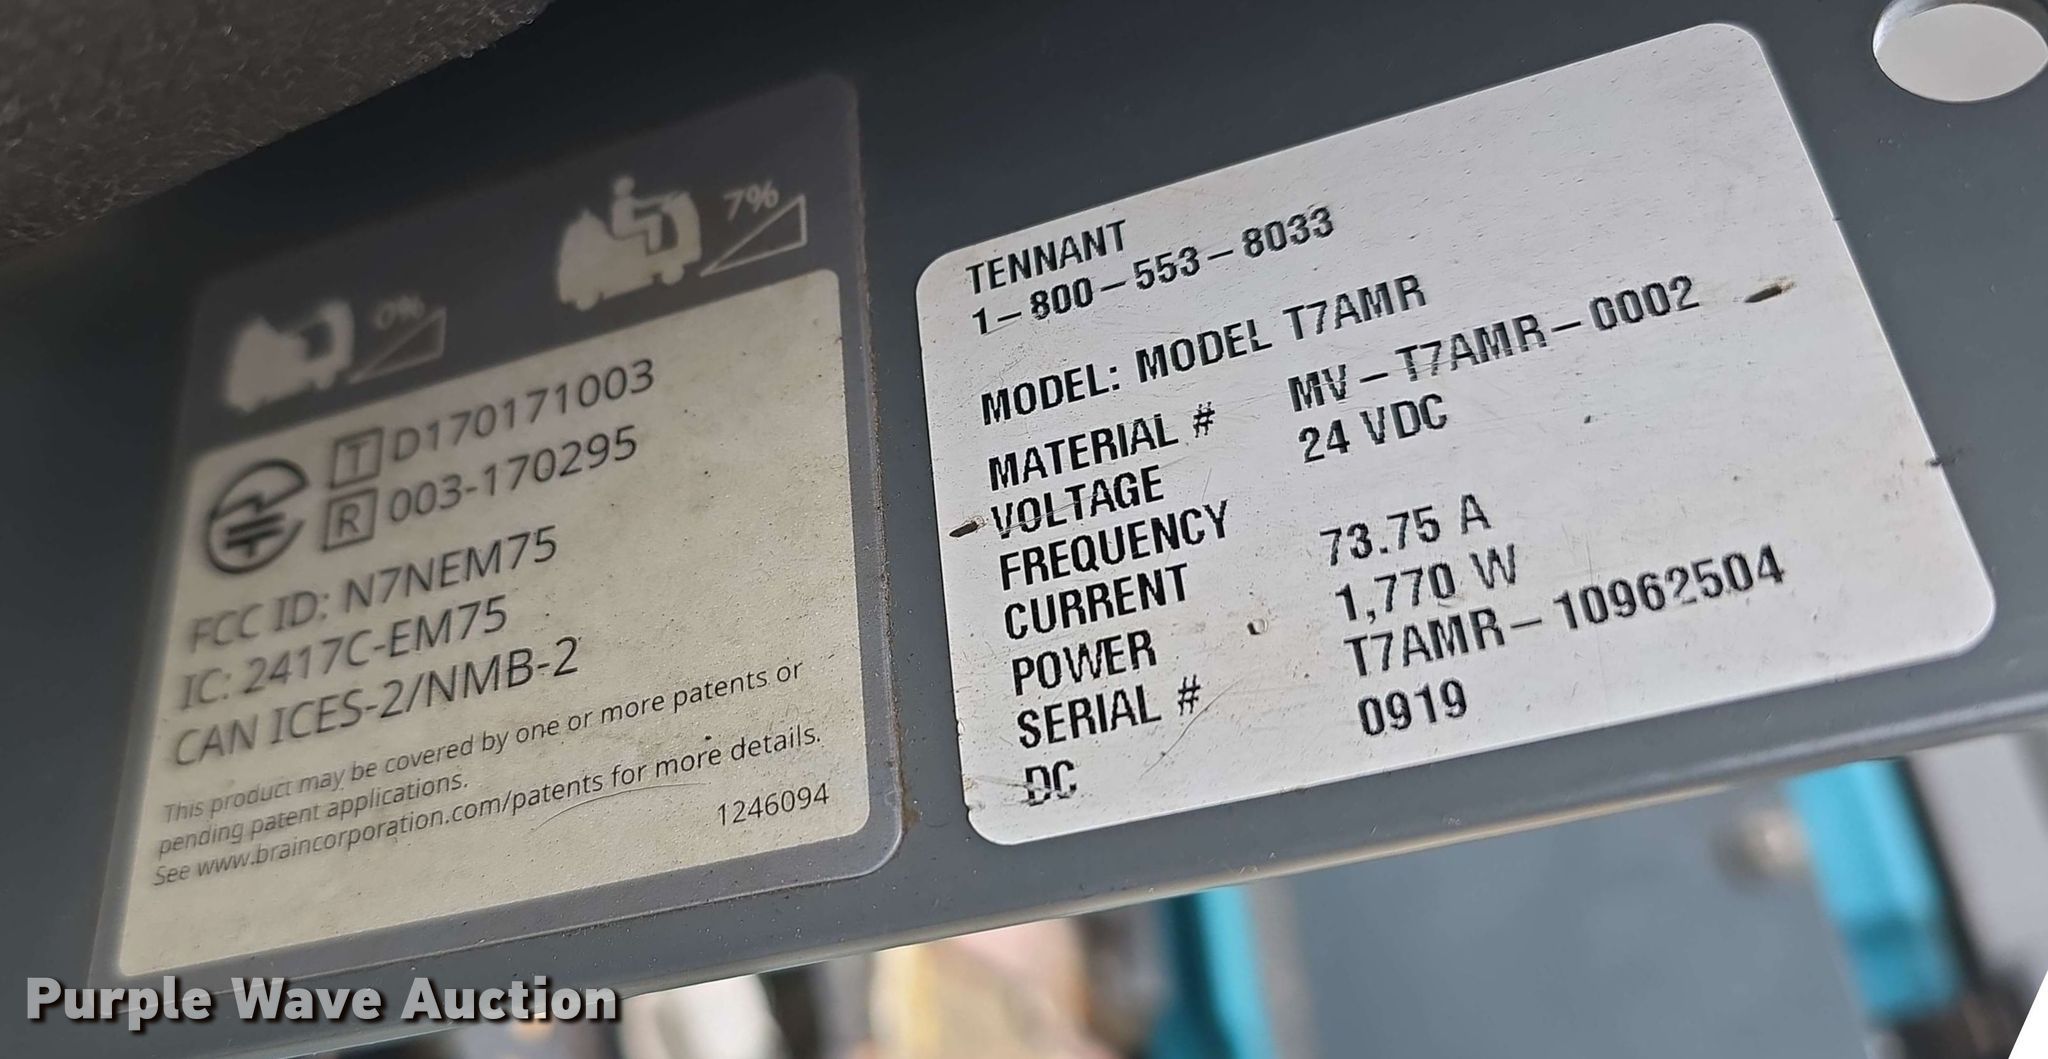 0%
7%
T D170171003
R 003-170295
FCC ID: N7NEM75
IC: 2417C-EM75
CAN ICES-2/NMB-2
This product may be covered by one or more patents or
pending patent applications.
See www.braincorporation.com/patents for more details.
1246094
TENNANT
1-800-553-8033
MODEL: MODEL T7AMR
MATERIAL # MV-T7AMR-0002
VOLTAGE 24 VDC
FREQUENCY
CURRENT 73.75 A
POWER 1,770 W
SERIAL # T7AMR-10962504
DC 0919
Purple Wave Auction